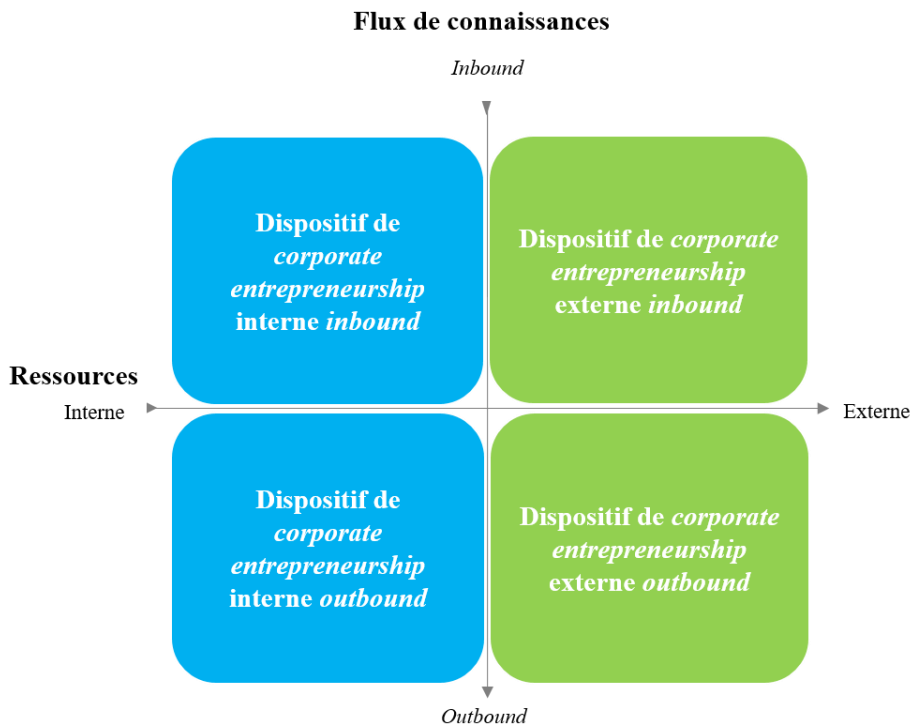 Flux de connaissances
Inbound
Dispositif de
corporate
entrepreneurship
interne inbound
Dispositif de corporate
entrepreneurship
externe inbound
Ressources
Interne
Externe
Dispositif de
corporate
entrepreneurship
interne outbound
Dispositif de corporate
entrepreneurship
externe outbound
Outbound